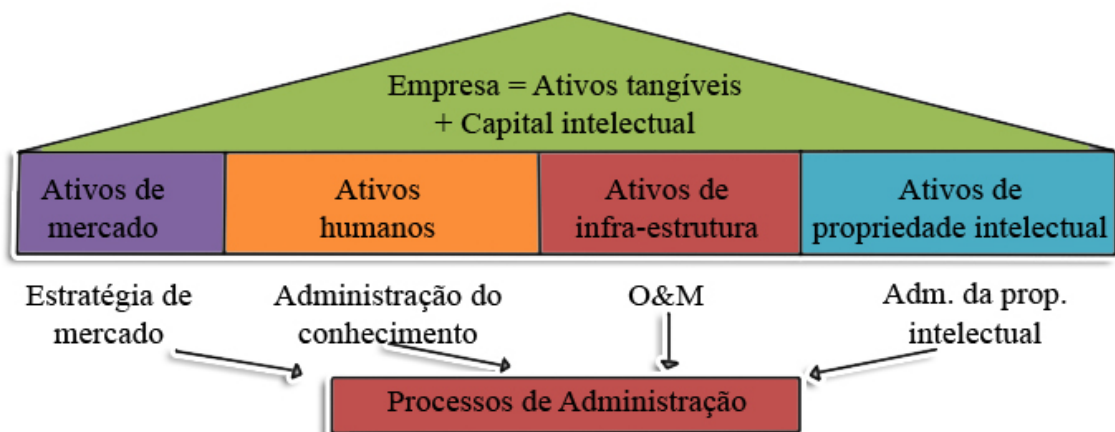 Empresa = Ativos tangíveis
+ Capital intelectual
Ativos de
mercado
Ativos
humanos
Ativos de
infra-estrutura
Ativos de
propriedade intelectual
Estratégia de
mercado
Administração do
conhecimento
O&M
Adm. da prop.
intelectual
Processos de Administração